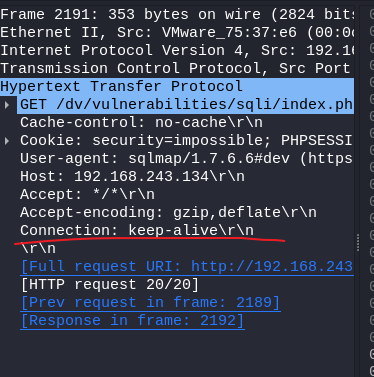 Frame 2191: 353 bytes on wire (2824 bits
Ethernet II, Src: VMware_75:37:e6 (00:0c
Internet Protocol Version 4, Src: 192.16
Transmission Control Protocol, Src Port
Hypertext Transfer Protocol
GET /dv/vulnerabilities/sqli/index.ph
Cache-control: no-cache\r\n
Cookie: security=impossible; PHPSESSI
User-agent: sqlmap/1.7.6.6#dev (https
Host: 192.168.243.134\r\n
Accept: */*\r\n
Accept-encoding: gzip,deflate\r\n
Connection: keep-alive\r\n
\r\n
[Full request URI: http://192.168.243
[HTTP request 20/20]
[Prev request in frame: 2189]
[Response in frame: 2192]